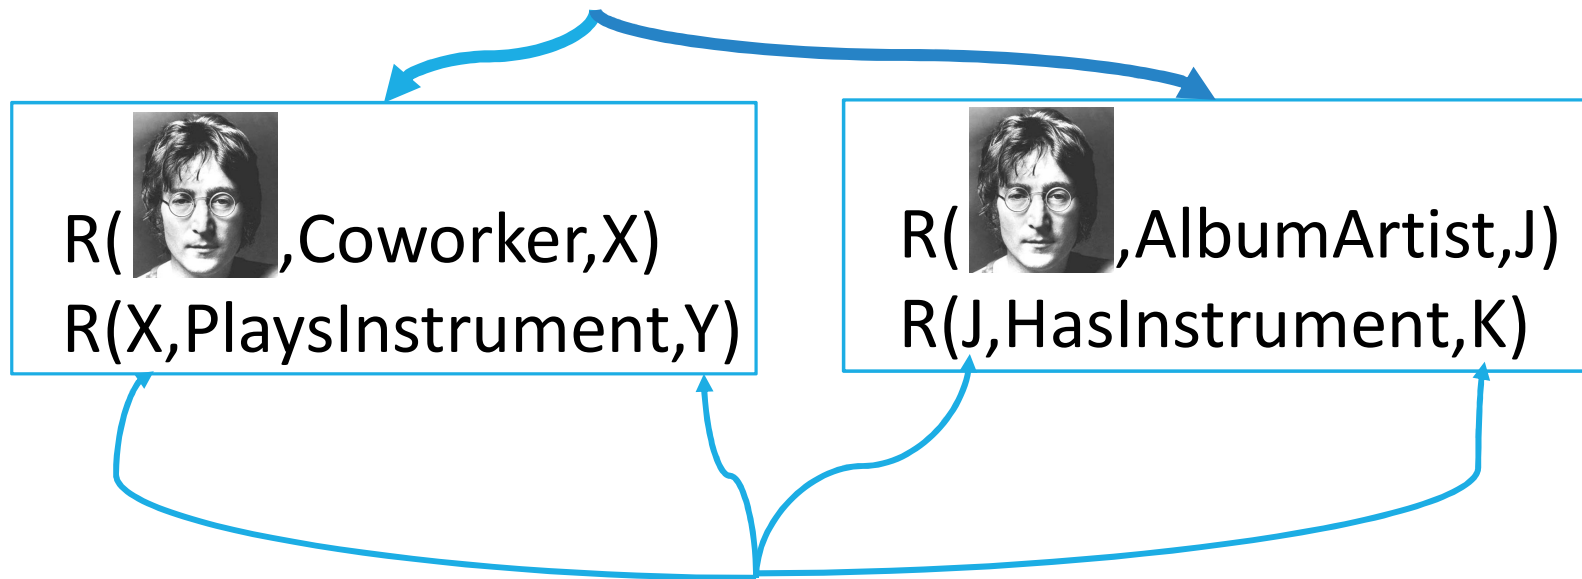 R( ,Coworker,X)
R(X,PlaysInstrument,Y)
R( ,AlbumArtist,J)
R(J,HasInstrument,K)